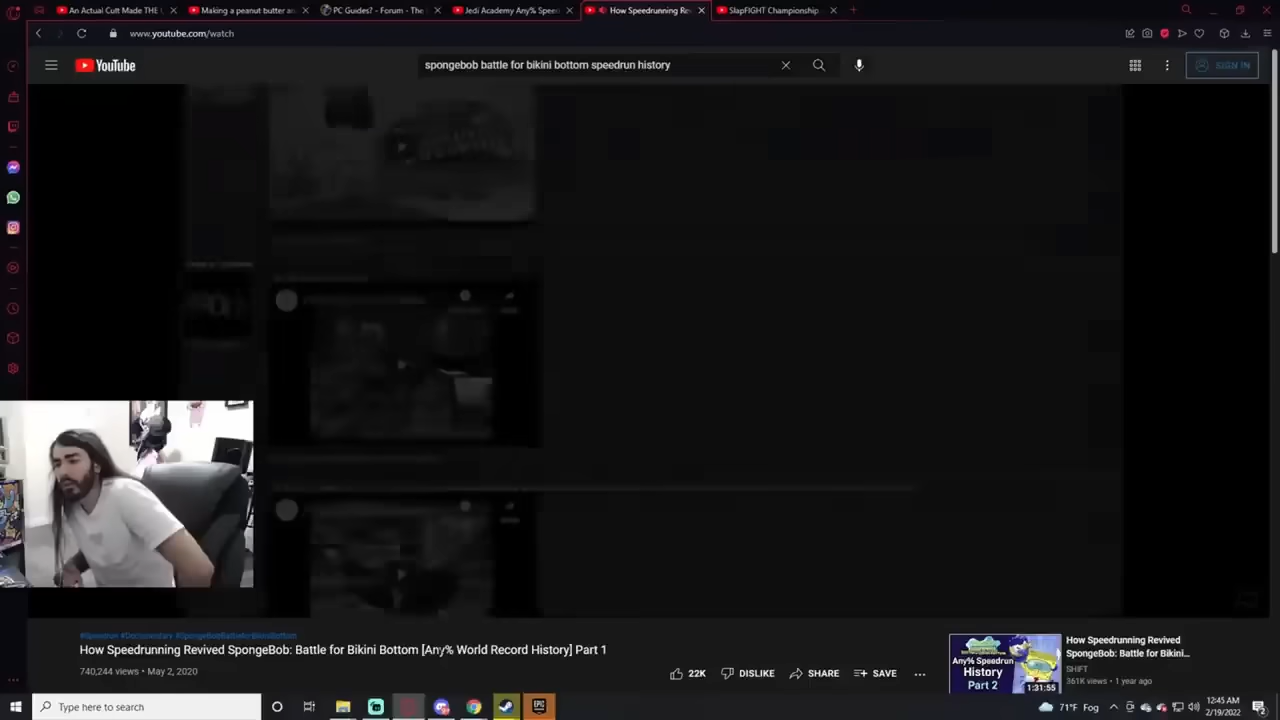 An Actual Cult Made THE
Making a peanut butter an
PC Guides? - Forum - The
Jedi Academy Any% Speed
How Speedrunning Re
SlapFIGHT Championship
www.youtube.com/watch
YouTube
spongebob battle for bikini bottom speedrun history
SIGN IN
#Speedrun #Documentary #SpongeBobBattleforBikiniBottom
How Speedrunning Revived SpongeBob: Battle for Bikini Bottom [Any% World Record History] Part 1
740,244 views • May 2, 2020
22K
DISLIKE
SHARE
SAVE
Any% Speedrun
History
Part 2
1:31:55
How Speedrunning Revived
SpongeBob: Battle for Bikini...
SHIFT
361K views • 1 year ago
Type here to search
71°F Fog
12:45 AM
2/19/2022